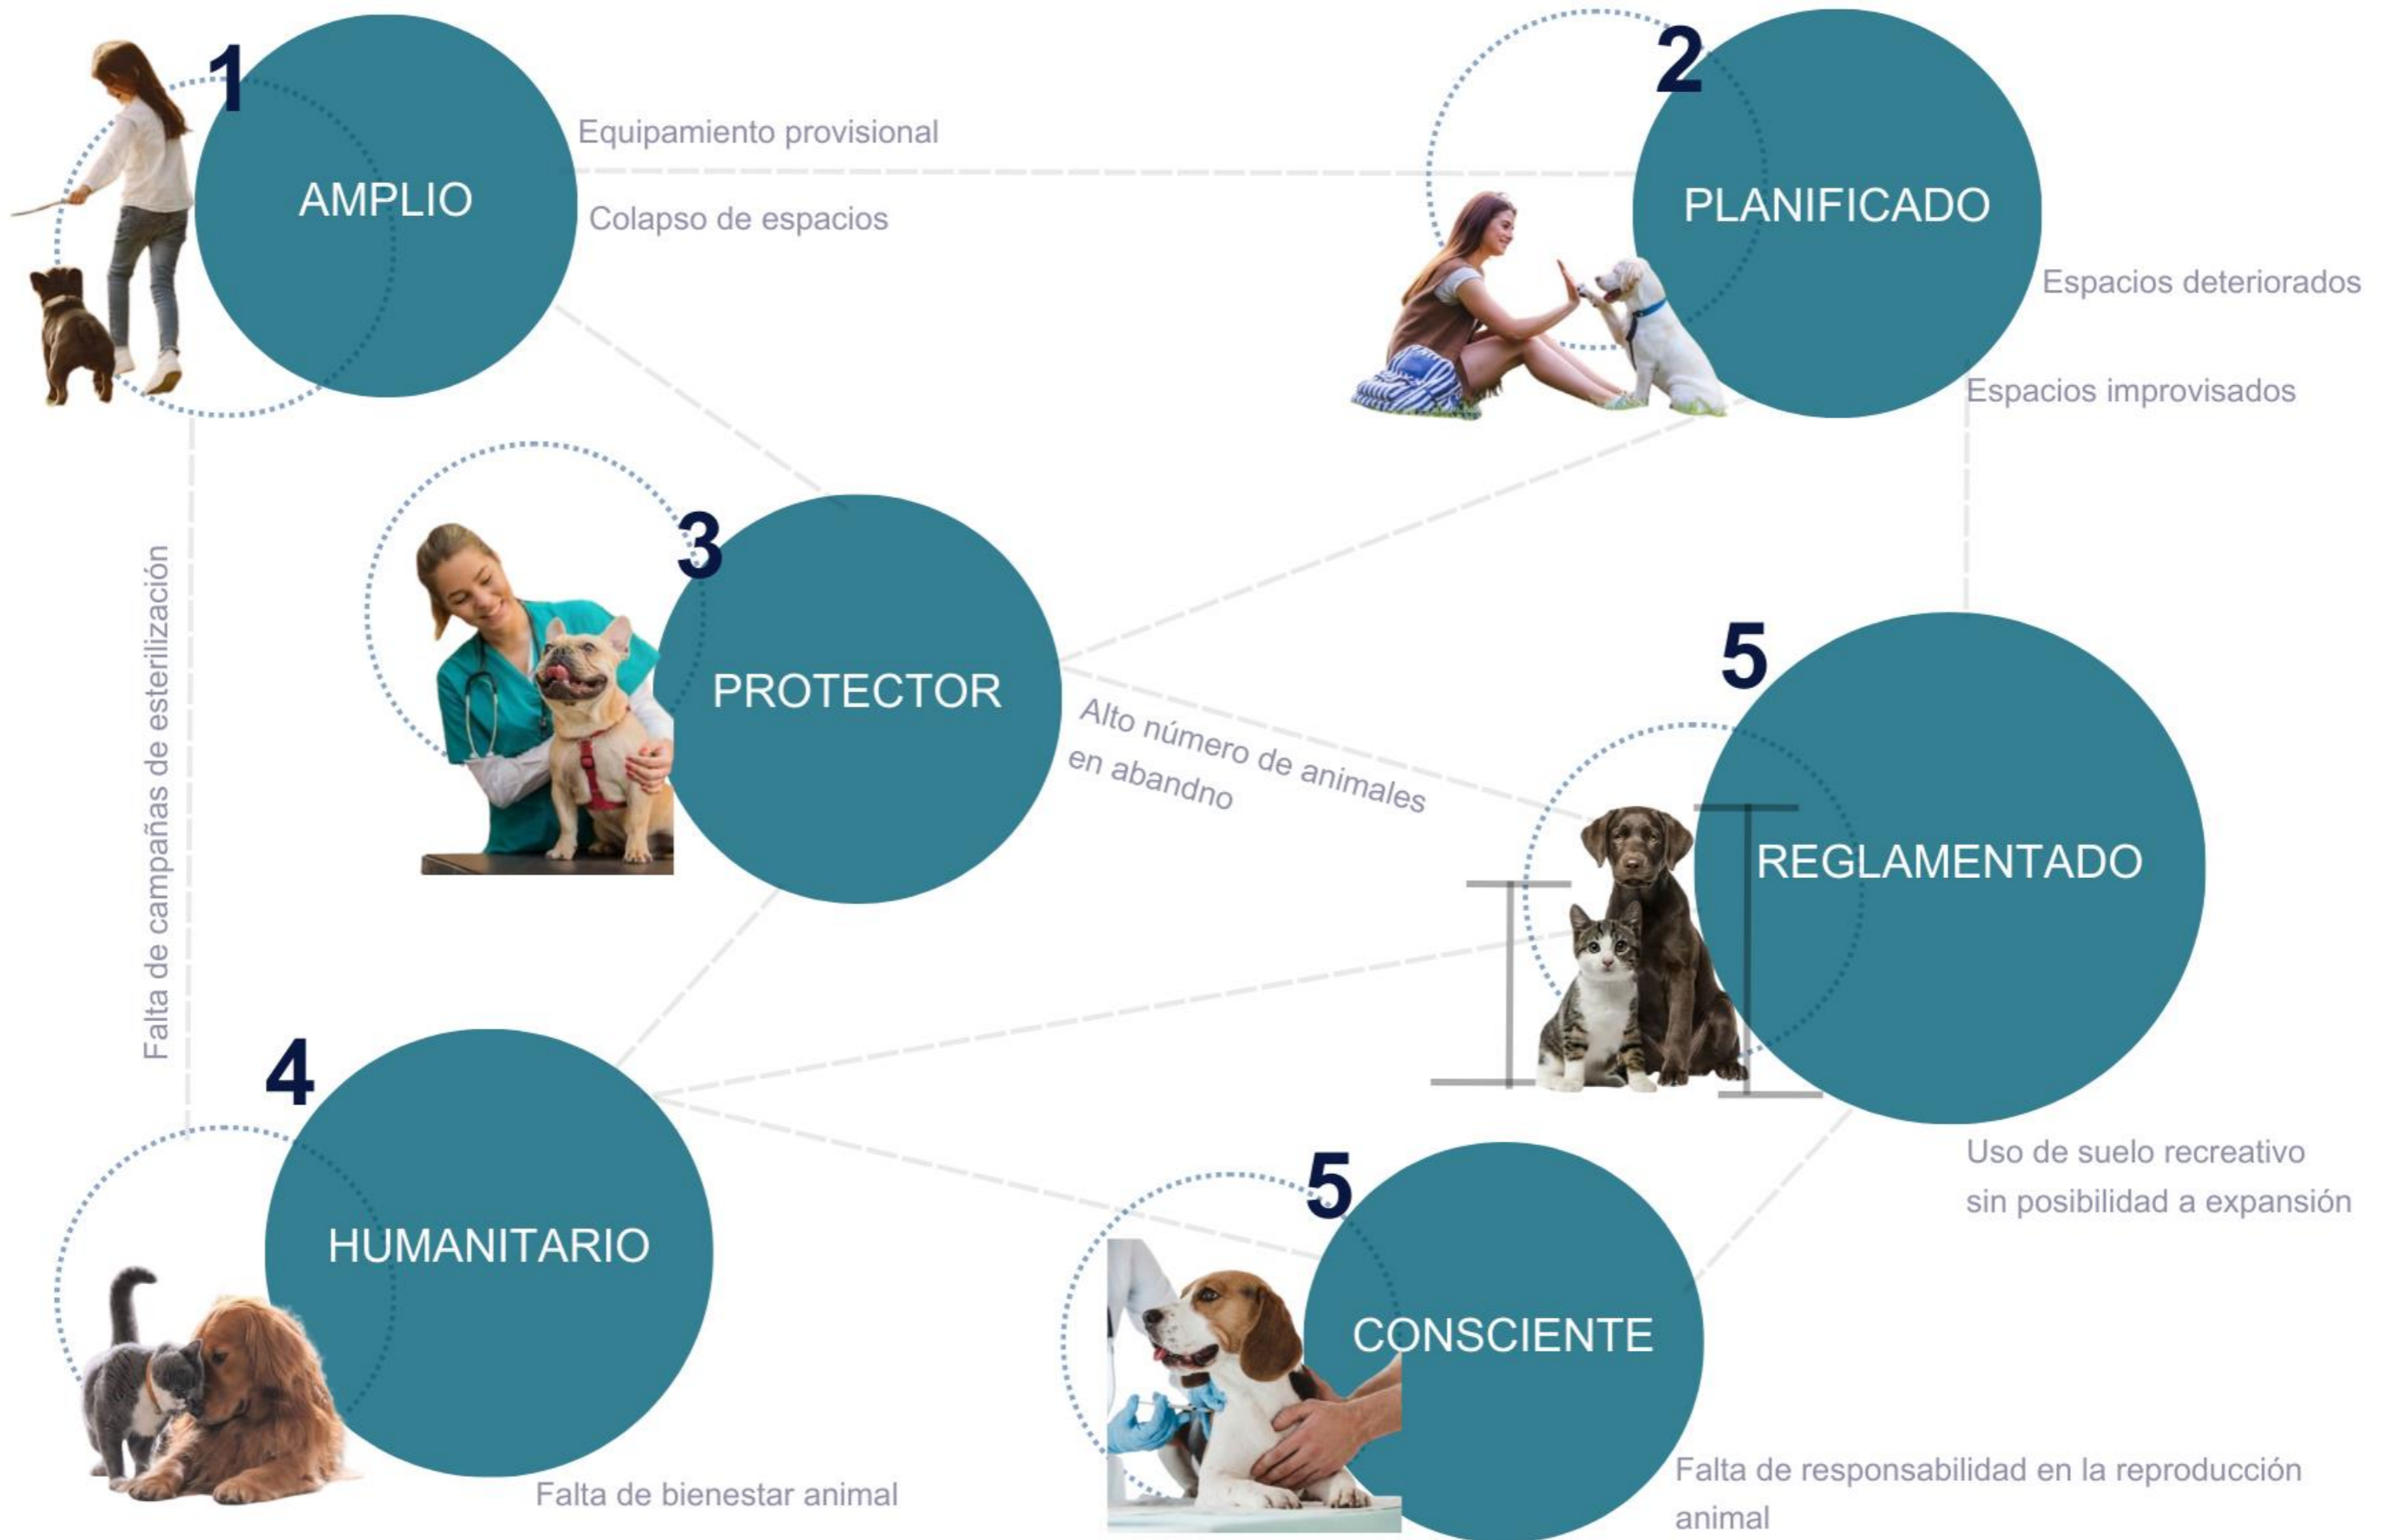 1
AMPLIO
Equipamiento provisional
Colapso de espacios
2
PLANIFICADO
Espacios deteriorados
Espacios improvisados
3
PROTECTOR
Alto número de animales
en abandno
5
REGLAMENTADO
Uso de suelo recreativo
sin posibilidad a expansión
Falta de campañas de esterilización
4
HUMANITARIO
Falta de bienestar animal
5
CONSCIENTE
Falta de responsabilidad en la reproducción
animal